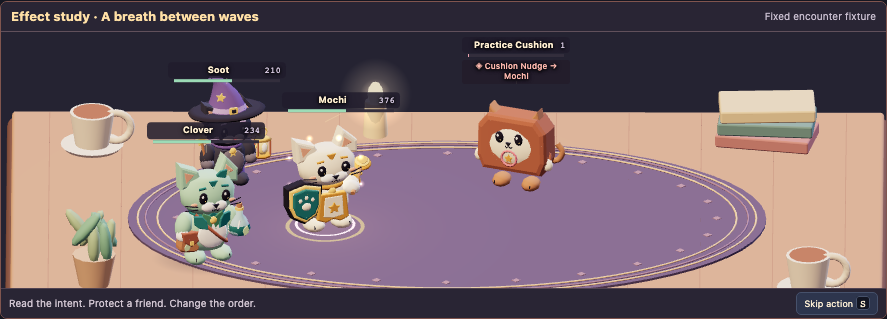 Effect study · A breath between waves
Fixed encounter fixture
Practice Cushion 1
◈ Cushion Nudge →
Mochi
Soot 210
Mochi 376
Clover 234
Read the intent. Protect a friend. Change the order.
Skip action S